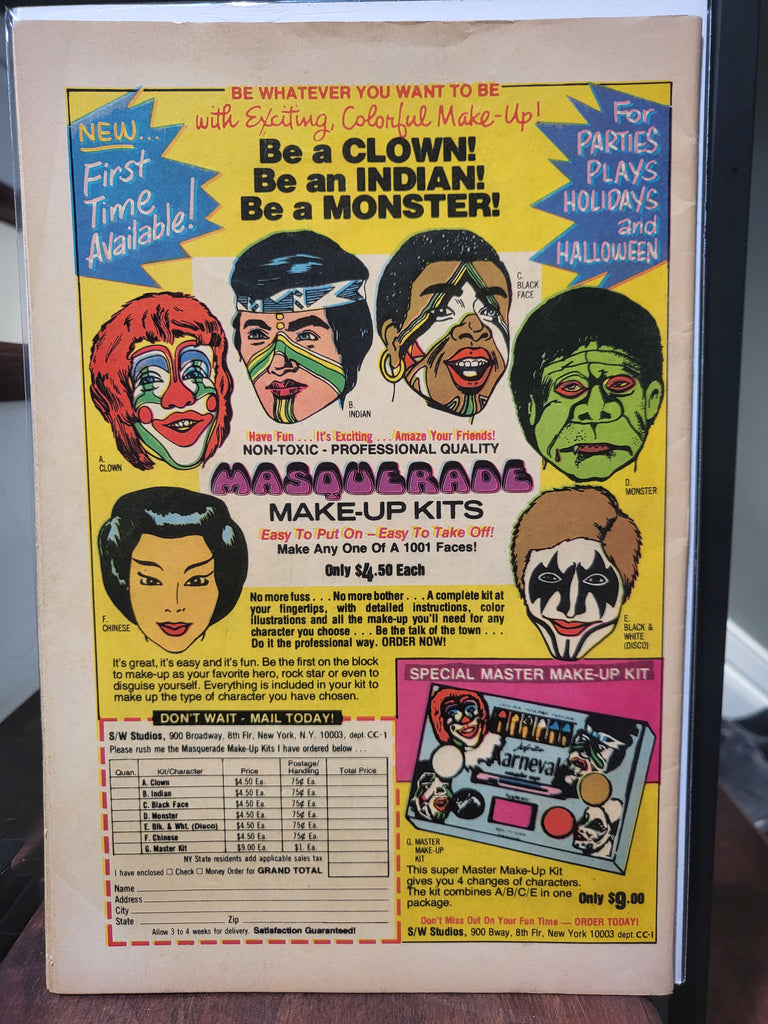 BE WHATEVER YOU WANT TO BE
with Exciting, Colorful Make-Up!
Be a CLOWN!
Be an INDIAN!
Be a MONSTER!
NEW...
First
Time
Available!
For
PARTIES
PLAYS
HOLIDAYS
and
HALLOWEEN
A.
CLOWN
B.
INDIAN
C.
BLACK
FACE
D.
MONSTER
Have Fun . . . It's Exciting . . . Amaze Your Friends!
NON-TOXIC - PROFESSIONAL QUALITY
MASQUERADE
MAKE-UP KITS
Easy To Put On – Easy To Take Off!
Make Any One Of A 1001 Faces!
Only $4.50 Each
F.
CHINESE
E.
BLACK &
WHITE
(DISCO)
No more fuss . . . No more bother . . . A complete kit at
your fingertips, with detailed instructions, color
illustrations and all the make-up you'll need for any
character you choose . . . Be the talk of the town . . .
Do it the professional way. ORDER NOW!
It's great, it's easy and it's fun. Be the first on the block
to make-up as your favorite hero, rock star or even to
disguise yourself. Everything is included in your kit to
make up the type of character you have chosen.
DON'T WAIT - MAIL TODAY!
S/W Studios, 900 Broadway, 8th Flr, New York, N.Y. 10003, dept. CC-1
Please rush me the Masquerade Make-Up Kits I have ordered below . . .
Quan. Kit/Character Price Postage/Handling Total Price
A. Clown $4.50 Ea. 75¢ Ea.
B. Indian $4.50 Ea. 75¢ Ea.
C. Black Face $4.50 Ea. 75¢ Ea.
D. Monster $4.50 Ea. 75¢ Ea.
E. Blk. & Wht. (Disco) $4.50 Ea. 75¢ Ea.
F. Chinese $4.50 Ea. 75¢ Ea.
G. Master Kit $9.00 Ea. $1. Ea.
NY State residents add applicable sales tax
I have enclosed □ Check □ Money Order for GRAND TOTAL
Name
Address
City
State Zip
Allow 3 to 4 weeks for delivery. Satisfaction Guaranteed!
SPECIAL MASTER MAKE-UP KIT
Karneval
G. MASTER
MAKE-UP
KIT
This super Master Make-Up Kit
gives you 4 changes of characters.
The kit combines A/B/C/E in one
package.
Only $9.00
Don't Miss Out On Your Fun Time — ORDER TODAY!
S/W Studios, 900 Bway, 8th Flr, New York 10003 dept. CC-1